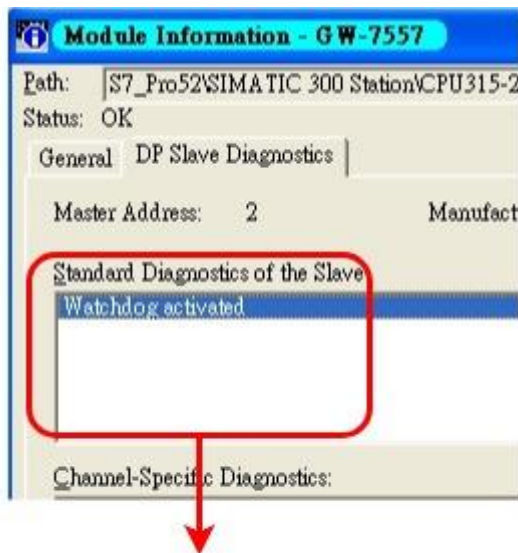 Module Information - GW-7557
Path: S7_Pro52\SIMATIC 300 Station\CPU315-2
Status: OK
General DP Slave Diagnostics
Master Address: 2 Manufact
Standard Diagnostics of the Slave
Watchdog activated
Channel-Specific Diagnostics: